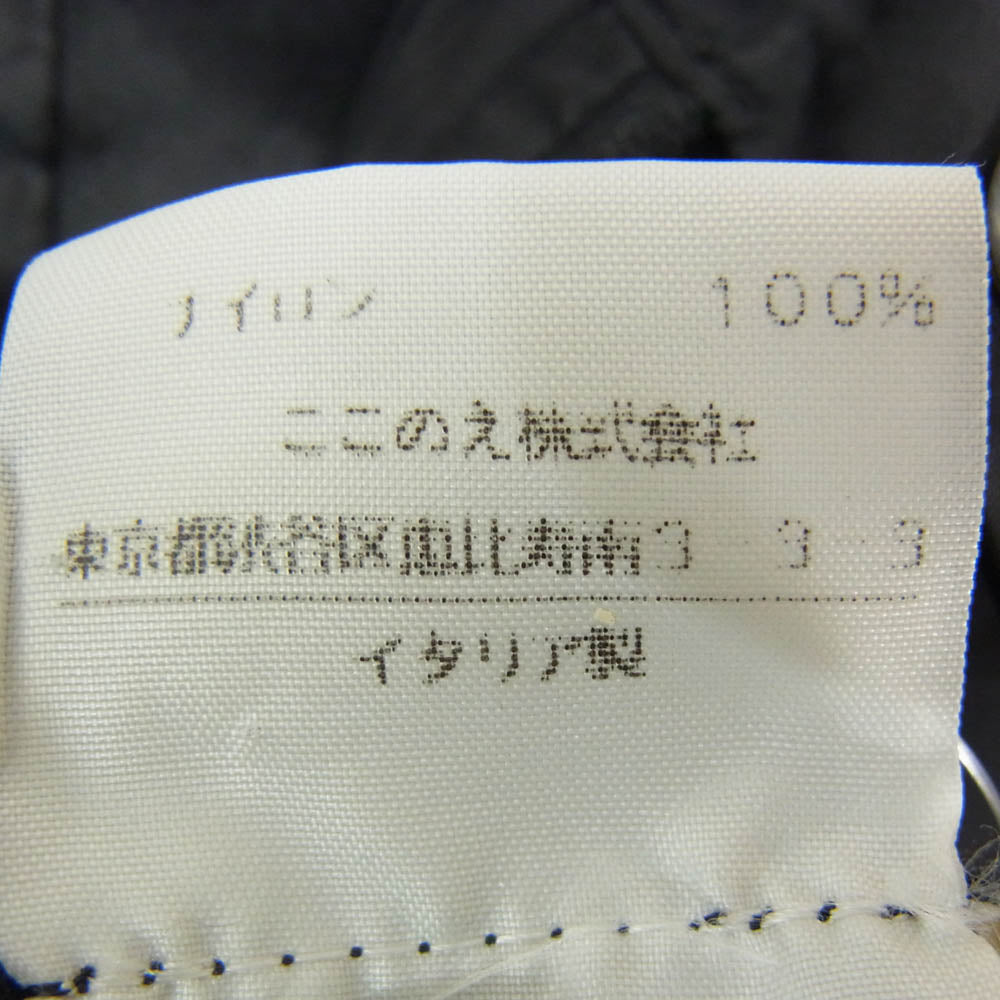 ナイロン 100%
ここのえ株式会社
東京都渋谷区恵比寿南3-3-3
イタリア製